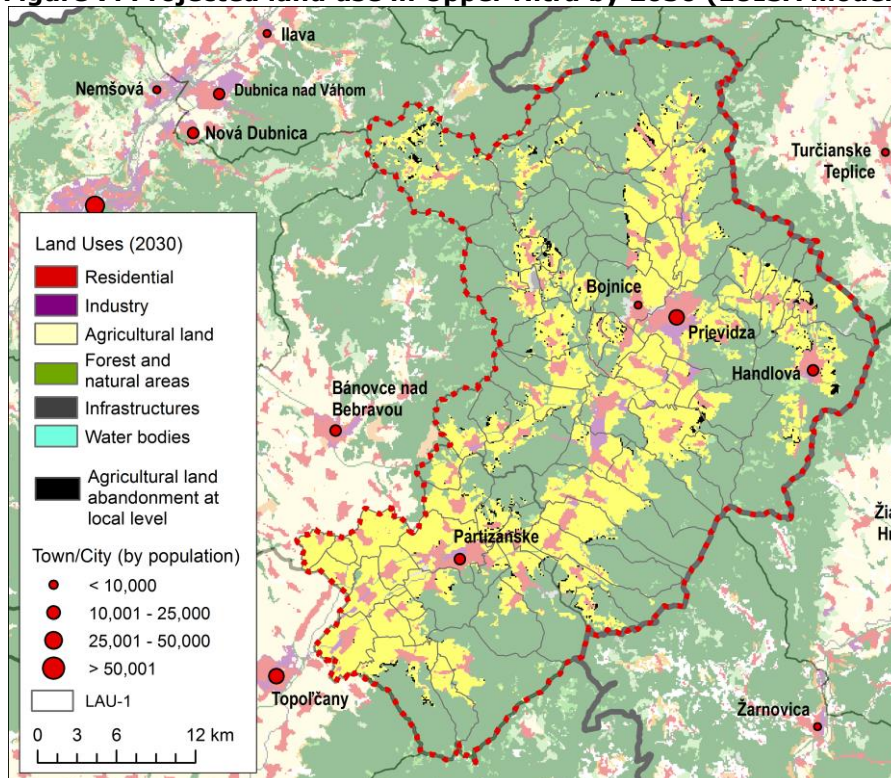 Ilava
Nemšová
Dubnica nad Váhom
Nová Dubnica
Turčianske
Teplice
Land Uses (2030)
Residential
Industry
Agricultural land
Forest and
natural areas
Infrastructures
Water bodies
Agricultural land
abandonment at
local level
Town/City (by population)
< 10,000
10,001 - 25,000
25,001 - 50,000
> 50,001
LAU-1
0 3 6 12 km
Bojnice
Prievidza
Handlová
Bánovce nad
Bebravou
Partizánske
Topoľčany
Žarnovica